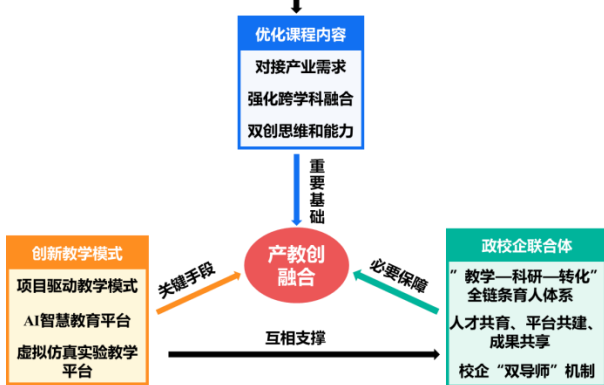 优化课程内容
对接产业需求
强化跨学科融合
双创思维和能力
重要基础
产教创
融合
创新教学模式
项目驱动教学模式
AI智慧教育平台
虚拟仿真实验教学
平台
关键手段
必要保障
互相支撑
政校企联合体
”教学—科研—转化”
全链条育人体系
人才共育、平台共建、
成果共享
校企“双导师”机制